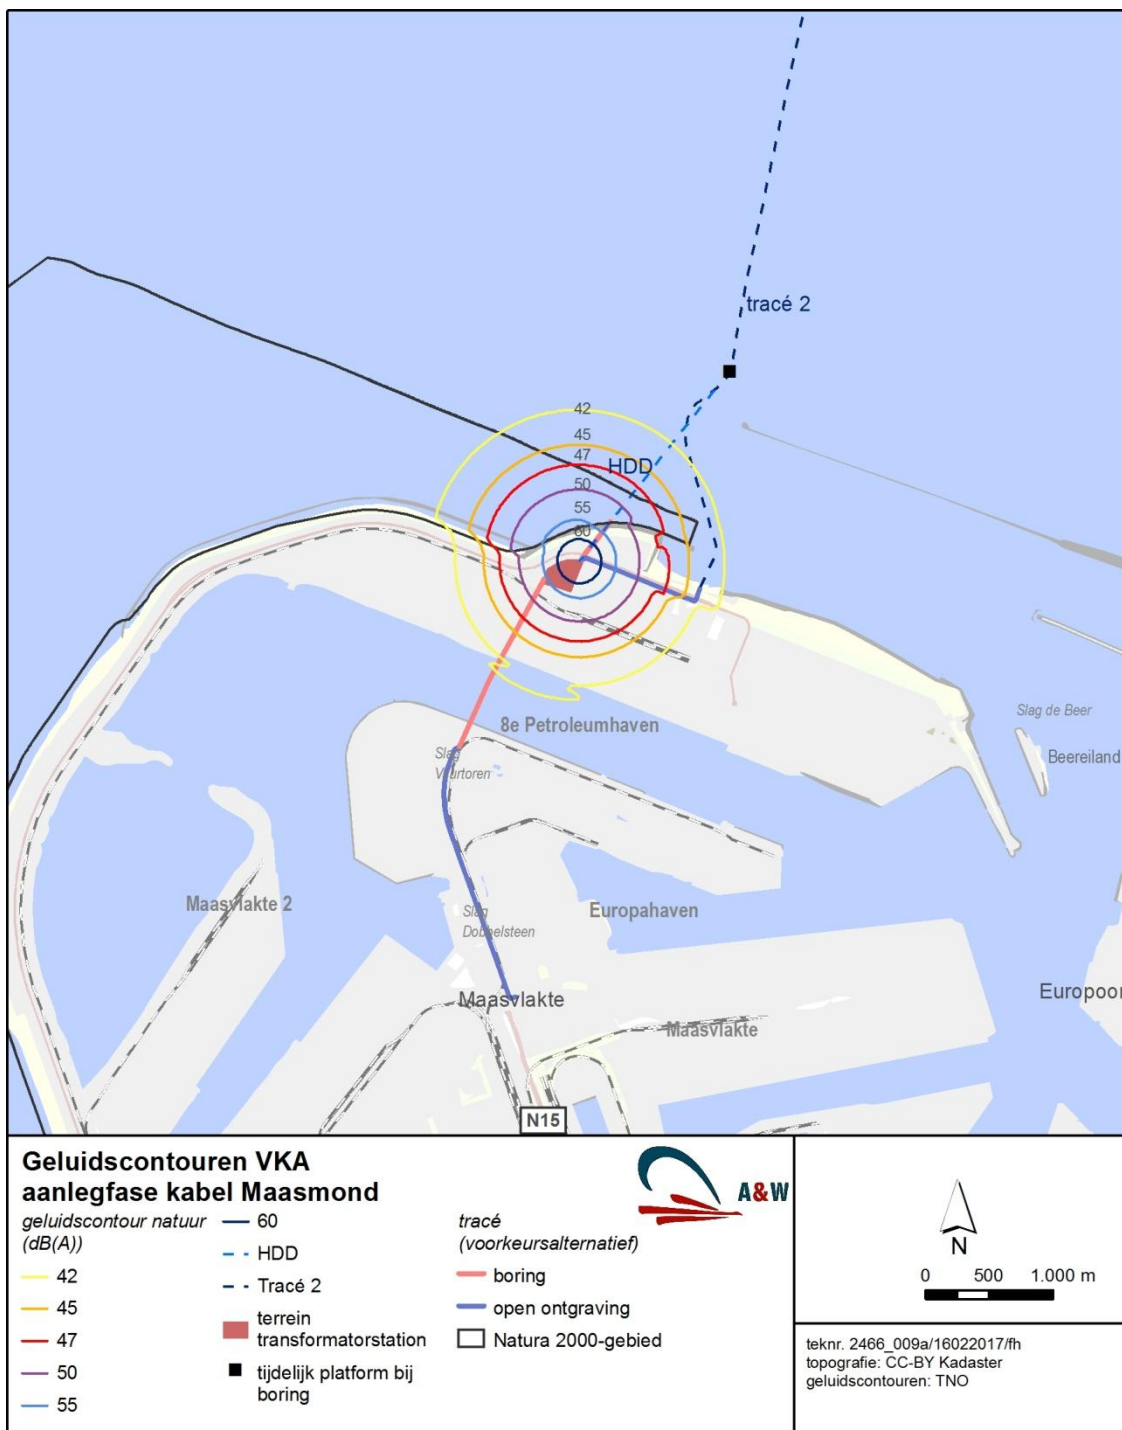 tracé 2
42
45
47
HDD
50
55
60
8e Petroleumhaven
Slag de Beer
Beereiland
Slag
Vuurtoren
Maasvlakte 2
Slag
Dobbelsteen
Europahaven
Maasvlakte
Maasvlakte
Europoor
N15
Geluidscontouren VKA
aanlegfase kabel Maasmond
geluidscontour natuur
(dB(A))
42
45
47
50
55
60
HDD
Tracé 2
terrein
transformatorstation
tijdelijk platform bij
boring
tracé
(voorkeursalternatief)
boring
open ontgraving
Natura 2000-gebied
A&W
N
0 500 1.000 m
teknr. 2466_009a/16022017/fh
topografie: CC-BY Kadaster
geluidscontouren: TNO